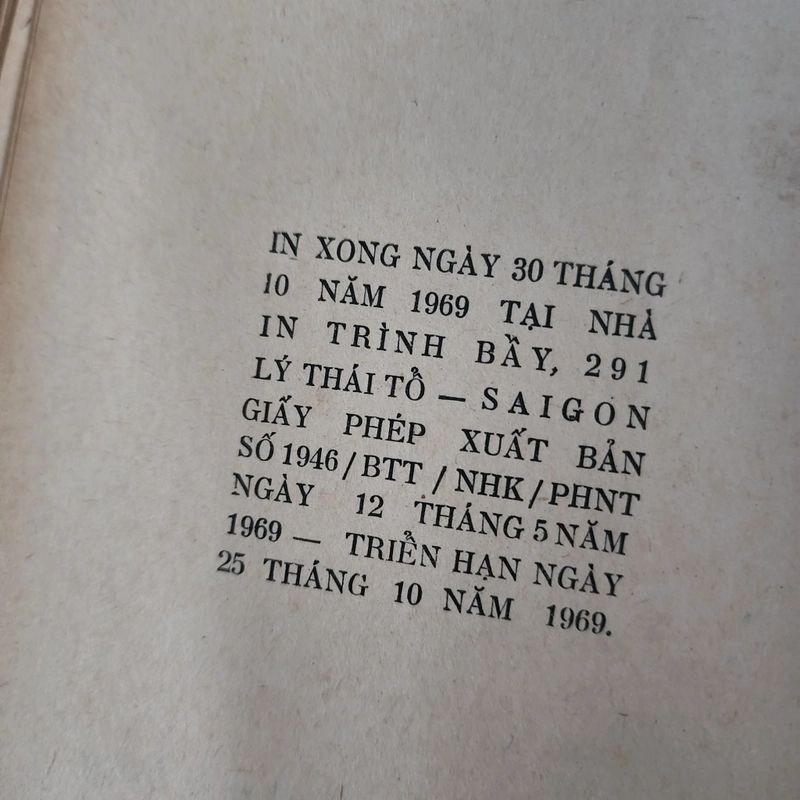 IN XONG NGÀY 30 THÁNG
10 NĂM 1969 TẠI NHÀ
IN TRÌNH BẦY, 291
LÝ THÁI TỔ — SAIGON
GIẤY PHÉP XUẤT BẢN
SỐ 1946/BTT/NHK/PHNT
NGÀY 12 THÁNG 5 NĂM
1969 — TRIỂN HẠN NGÀY
25 THÁNG 10 NĂM 1969.